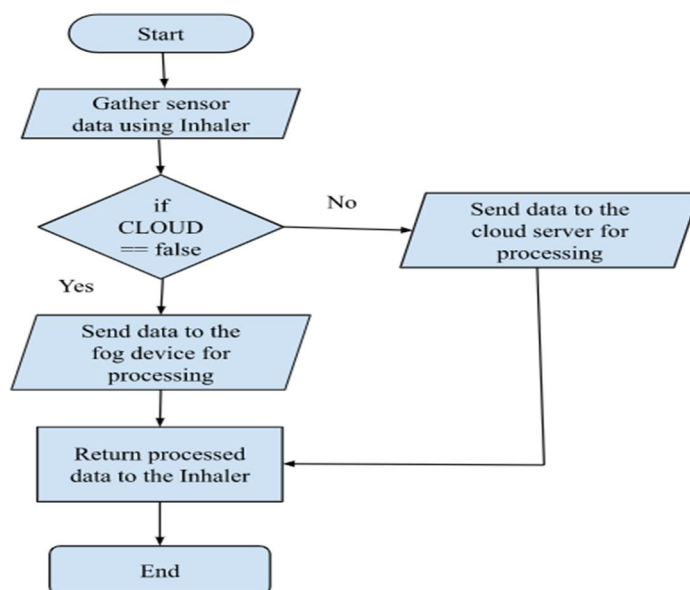 Start
Gather sensor
data using Inhaler
if
CLOUD
== false
No
Send data to the
cloud server for
processing
Yes
Send data to the
fog device for
processing
Return processed
data to the Inhaler
End